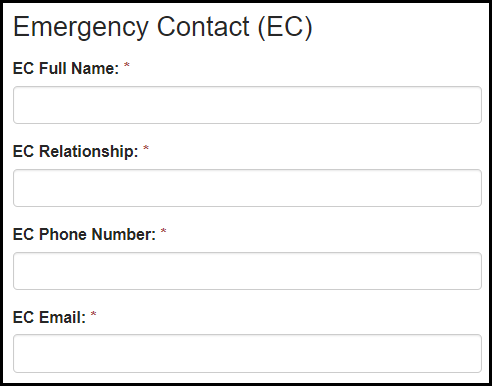 Emergency Contact (EC)
EC Full Name: *
EC Relationship: *
EC Phone Number: *
EC Email: *